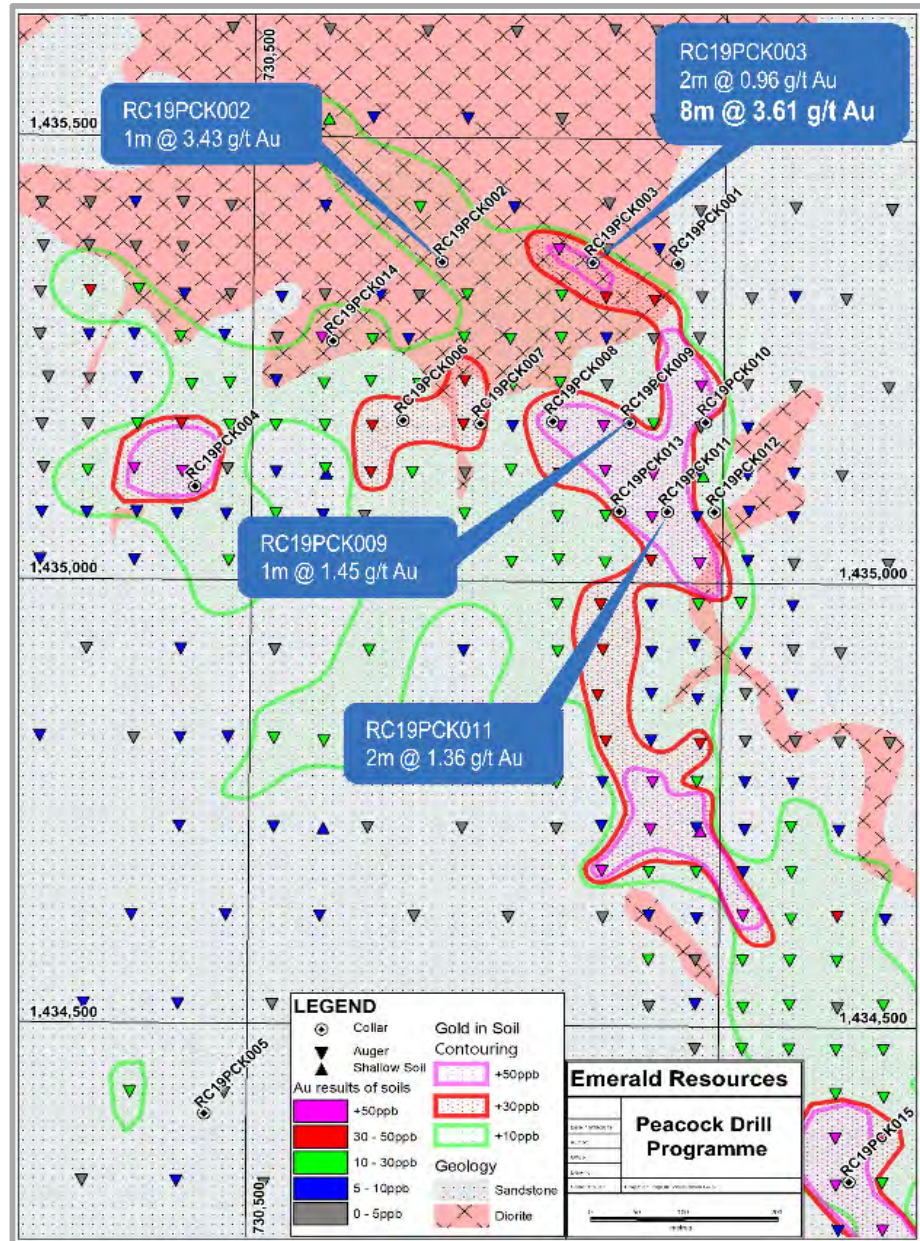 730,500
RC19PCK003
2m @ 0.96 g/t Au
8m @ 3.61 g/t Au
RC19PCK002
1m @ 3.43 g/t Au
1,435,500
RC19PCK002
RC19PCK003
RC19PCK001
RC19PCK014
RC19PCK006
RC19PCK007
RC19PCK008
RC19PCK009
RC19PCK010
RC19PCK004
RC19PCK013
RC19PCK011
RC19PCK012
RC19PCK009
1m @ 1.45 g/t Au
1,435,000
1,435,000
RC19PCK011
2m @ 1.36 g/t Au
1,434,500
1,434,500
RC19PCK005
RC19PCK015
730,500
LEGEND
Collar
Auger
Shallow Soil
Au results of soils
+50ppb
30 - 50ppb
10 - 30ppb
5 - 10ppb
0 - 5ppb
Gold in Soil
Contouring
+50ppb
+30ppb
+10ppb
Geology
Sandstone
Diorite
Emerald Resources
Peacock Drill
Programme